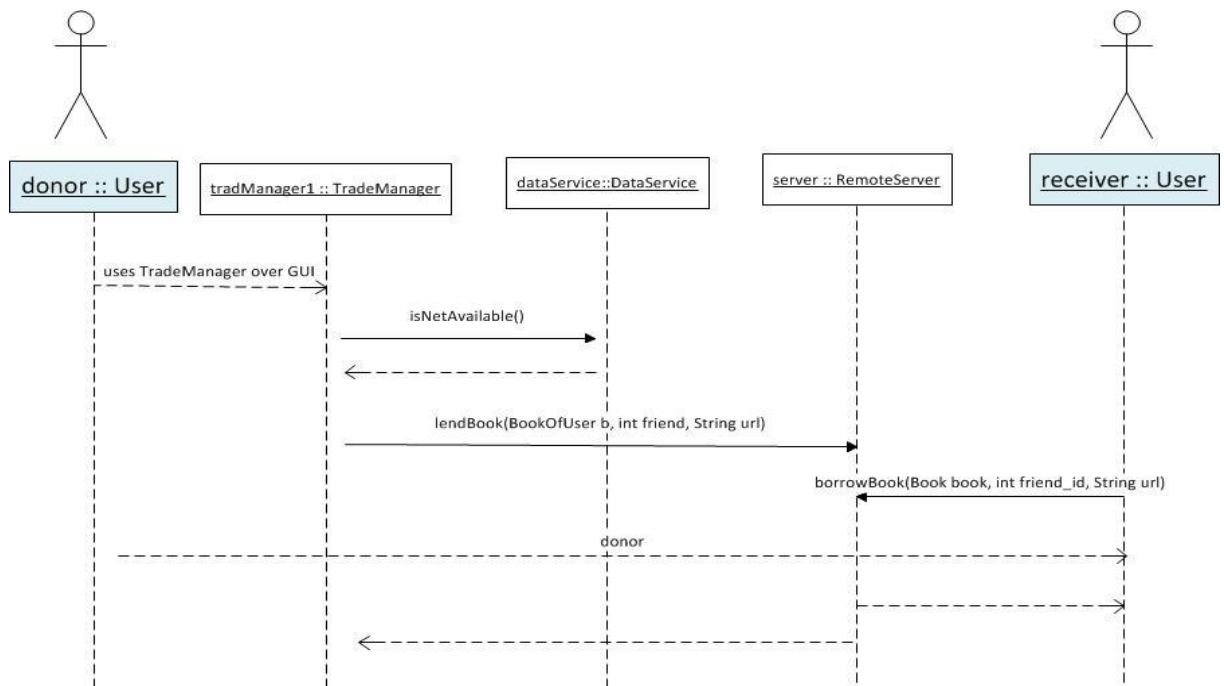 donor :: User
tradManager1 :: TradeManager
dataService::DataService
server :: RemoteServer
receiver :: User
uses TradeManager over GUI
isNetAvailable()
lendBook(BookOfUser b, int friend, String url)
borrowBook(Book book, int friend_id, String url)
donor